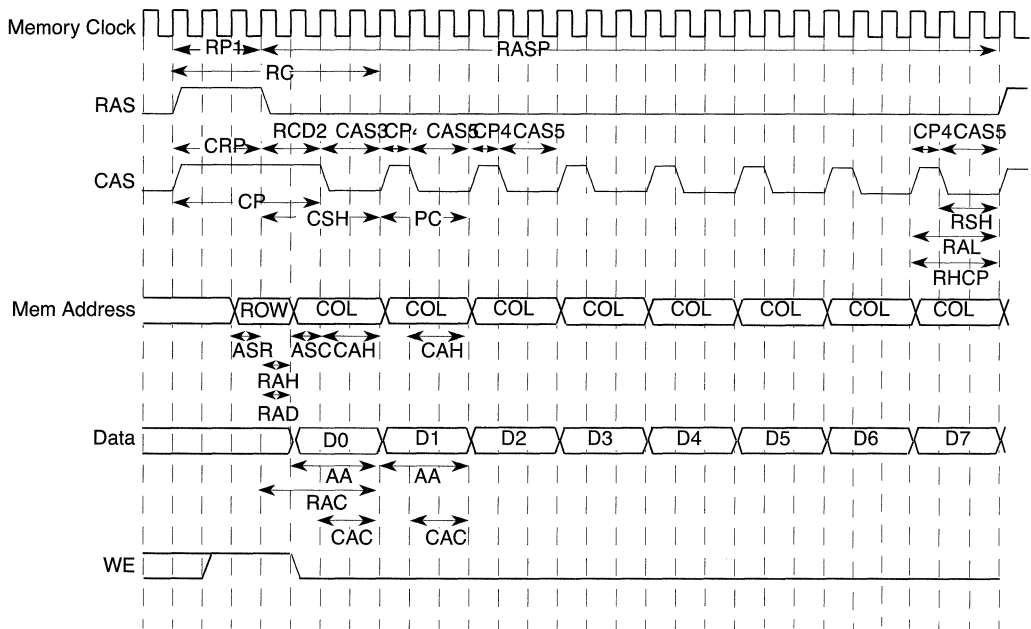 Memory Clock
RP1 RASP
RC
RAS
RCD2 CAS3 CP4 CAS5 CP4 CAS5 CP4 CAS5
CRP
CAS
CP
CSH PC RSH
RAL
RHCP
Mem Address ROW COL COL COL COL COL COL COL COL
ASR ASC CAH CAH
RAH
RAD
Data D0 D1 D2 D3 D4 D5 D6 D7
AA AA
RAC
CAC CAC
WE